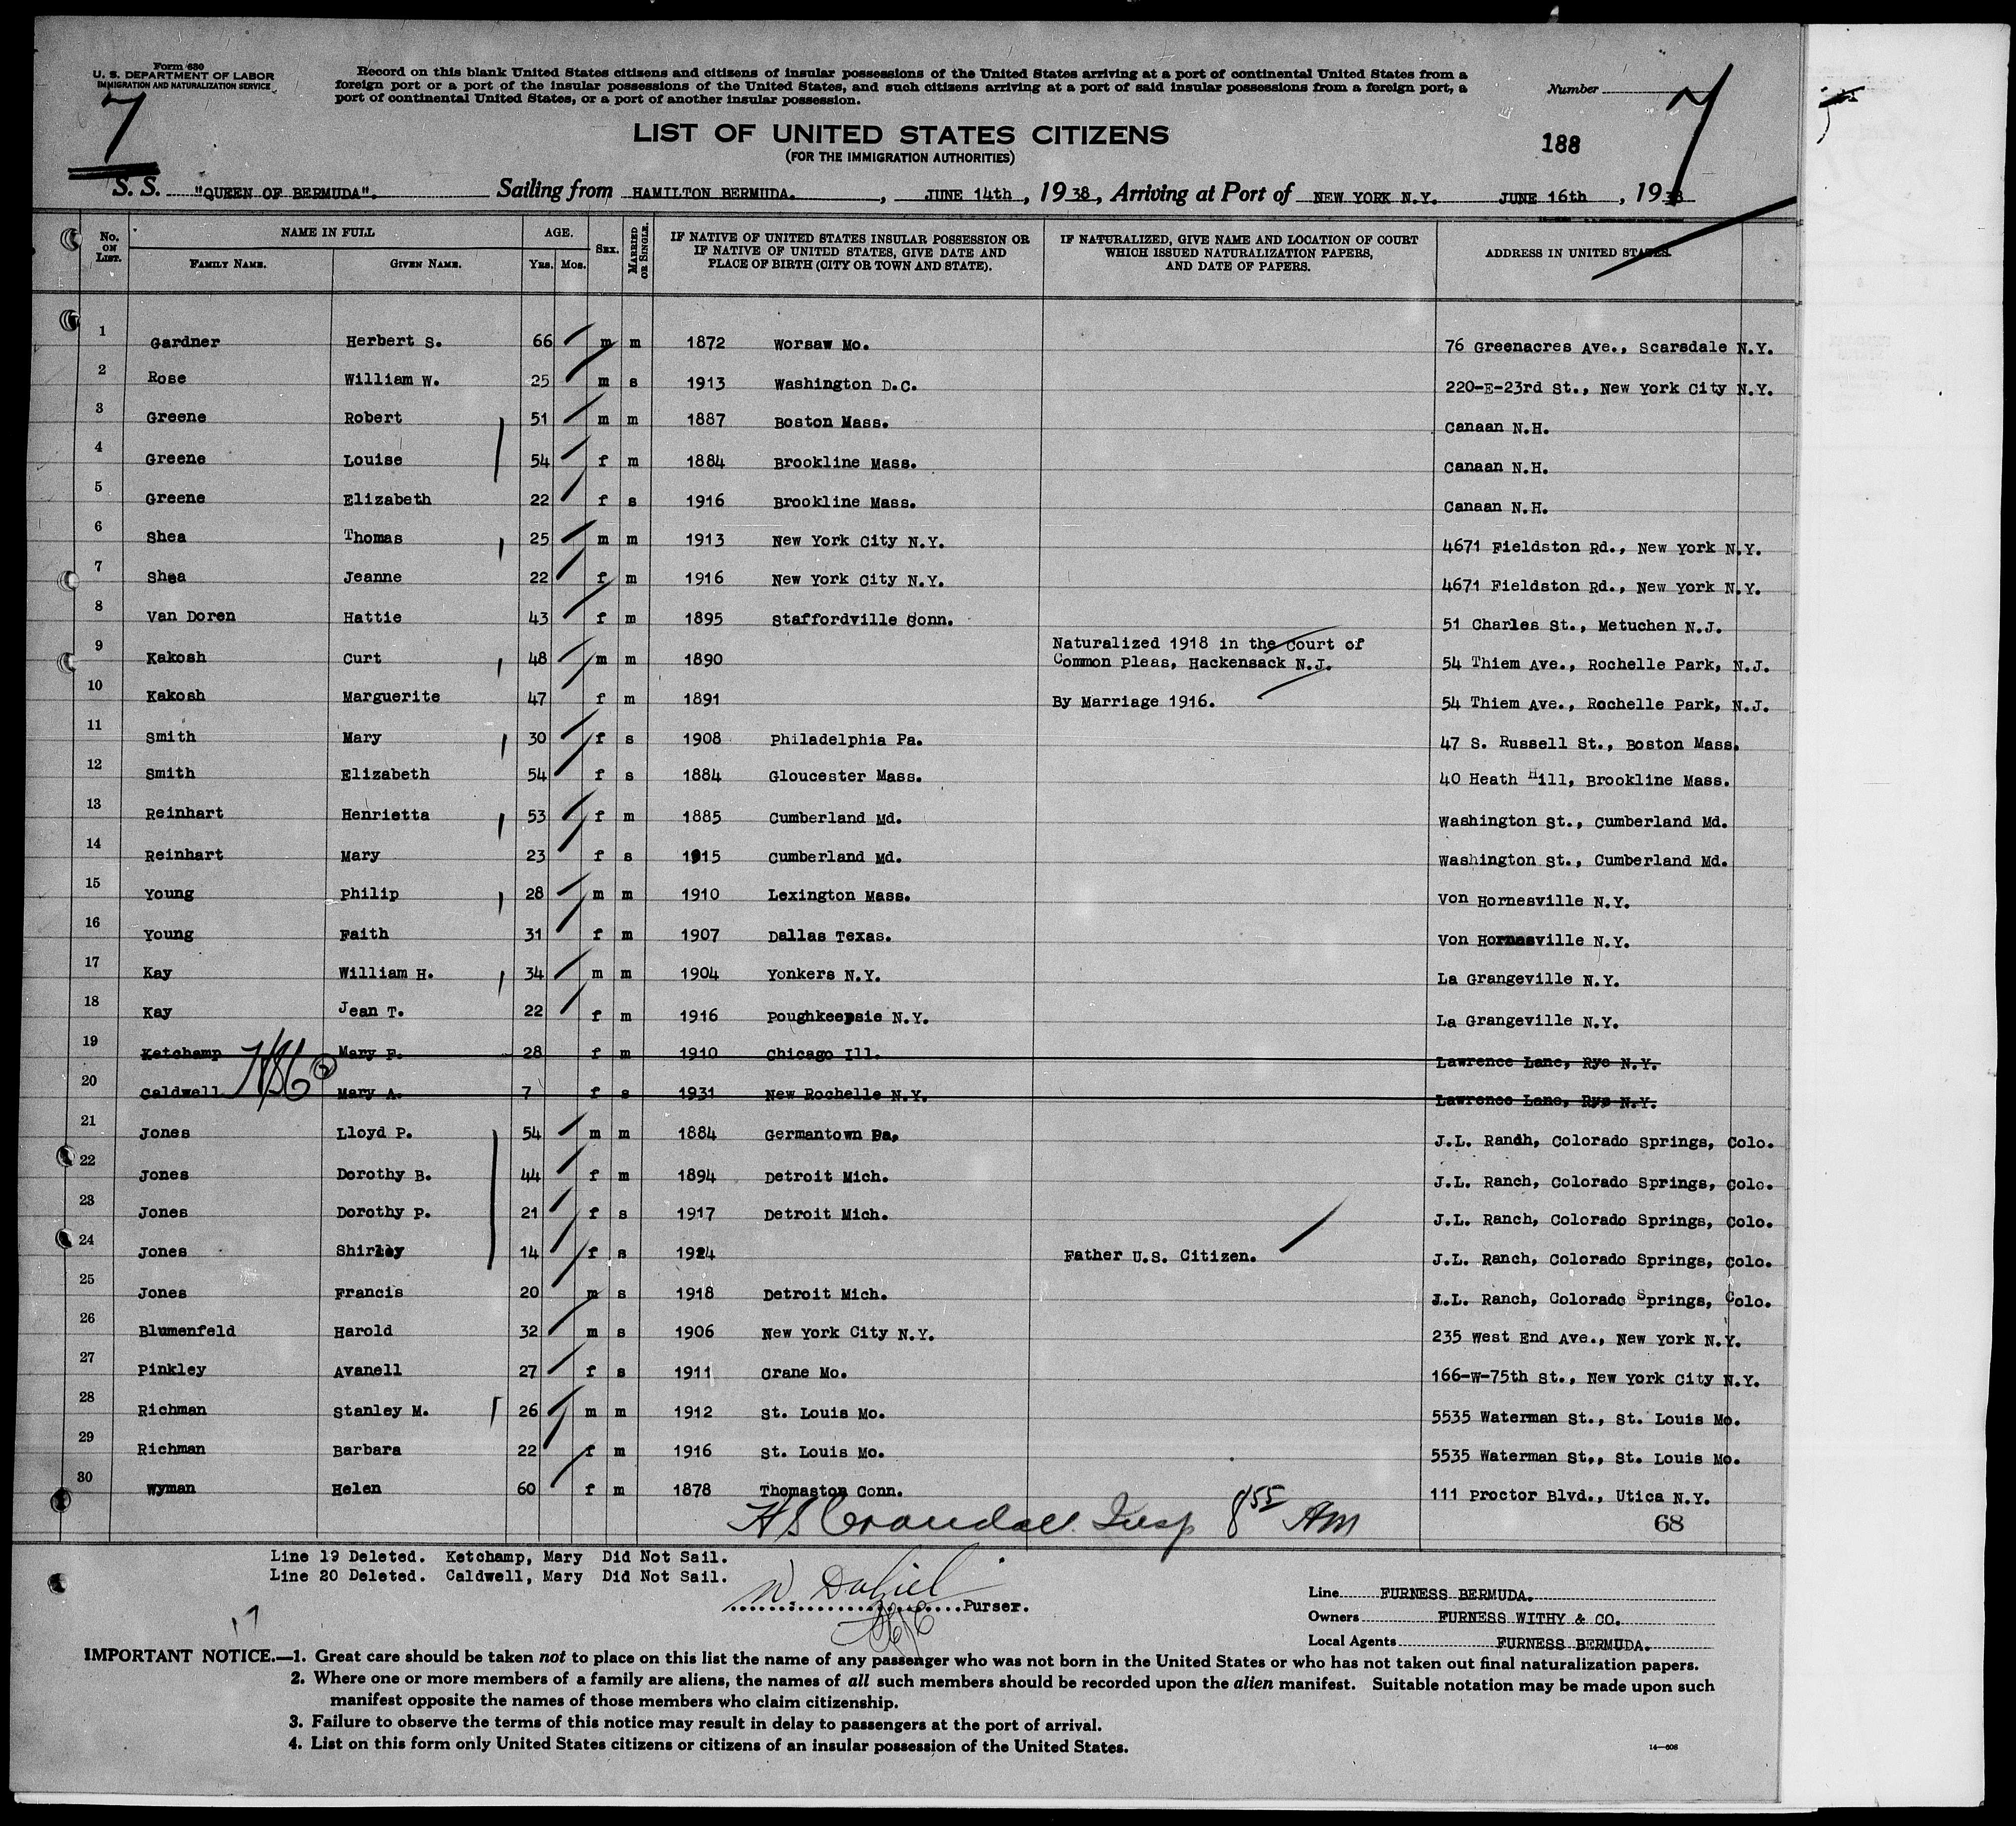 Form 630
U. S. DEPARTMENT OF LABOR
IMMIGRATION AND NATURALIZATION SERVICE
7
Record on this blank United States citizens and citizens of insular possessions of the United States arriving at a port of continental United States from a
foreign port or a port of the insular possessions of the United States, and such citizens arriving at a port of said insular possessions from a foreign port, a
port of continental United States, or a port of another insular possession.
Number
7
LIST OF UNITED STATES CITIZENS
(FOR THE IMMIGRATION AUTHORITIES)
188
S. S. "QUEEN OF BERMUDA". Sailing from HAMILTON BERMUDA. , JUNE 14th , 1938, Arriving at Port of NEW YORK N.Y. JUNE 16th , 1938
No. ON LIST. NAME IN FULL FAMILY NAME. GIVEN NAME. AGE. YRS. MOS. SEX. MARRIED OR SINGLE. IF NATIVE OF UNITED STATES INSULAR POSSESSION OR IF NATIVE OF UNITED STATES, GIVE DATE AND PLACE OF BIRTH (CITY OR TOWN AND STATE). IF NATURALIZED, GIVE NAME AND LOCATION OF COURT WHICH ISSUED NATURALIZATION PAPERS, AND DATE OF PAPERS. ADDRESS IN UNITED STATES.
1 Gardner Herbert S. 66 m m 1872 Worsaw Mo. 76 Greenacres Ave., Scarsdale N.Y.
2 Rose William W. 25 m s 1913 Washington D.C. 220-E-23rd St., New York City N.Y.
3 Greene Robert 51 m m 1887 Boston Mass. Canaan N.H.
4 Greene Louise 54 f m 1884 Brookline Mass. Canaan N.H.
5 Greene Elizabeth 22 f s 1916 Brookline Mass. Canaan N.H.
6 Shea Thomas 25 m m 1913 New York City N.Y. 4671 Fieldston Rd., New York N.Y.
7 Shea Jeanne 22 f m 1916 New York City N.Y. 4671 Fieldston Rd., New York N.Y.
8 Van Doren Hattie 43 f m 1895 Staffordville Conn. 51 Charles St., Metuchen N.J.
9 Kakosh Curt 48 m m 1890 Naturalized 1918 in the Court of Common Pleas, Hackensack N.J. 54 Thiem Ave., Rochelle Park, N.J.
10 Kakosh Marguerite 47 f m 1891 By Marriage 1916. 54 Thiem Ave., Rochelle Park, N.J.
11 Smith Mary 30 f s 1908 Philadelphia Pa. 47 S. Russell St., Boston Mass.
12 Smith Elizabeth 54 f s 1884 Gloucester Mass. 40 Heath Hill, Brookline Mass.
13 Reinhart Henrietta 53 f m 1885 Cumberland Md. Washington St., Cumberland Md.
14 Reinhart Mary 23 f s 1915 Cumberland Md. Washington St., Cumberland Md.
15 Young Philip 28 m m 1910 Lexington Mass. Von Hornesville N.Y.
16 Young Faith 31 f m 1907 Dallas Texas. Von Hornesville N.Y.
17 Kay William H. 34 m m 1904 Yonkers N.Y. La Grangeville N.Y.
18 Kay Jean T. 22 f m 1916 Poughkeepsie N.Y. La Grangeville N.Y.
19 Ketchamp Mary F. 28 f m 1910 Chicago Ill. Lawrence Lane, Rye N.Y.
20 Caldwell Mary A. 7 f s 1931 New Rochelle N.Y. Lawrence Lane, Rye N.Y.
21 Jones Lloyd P. 54 m m 1884 Germantown Pa. J.L. Randh, Colorado Springs, Colo.
22 Jones Dorothy B. 44 f m 1894 Detroit Mich. J.L. Ranch, Colorado Springs, Colo.
23 Jones Dorothy P. 21 f s 1917 Detroit Mich. J.L. Ranch, Colorado Springs, Colo.
24 Jones Shirley 14 f s 1924 Father U.S. Citizen. J.L. Ranch, Colorado Springs, Colo.
25 Jones Francis 20 m s 1918 Detroit Mich. J.L. Ranch, Colorado Springs, Colo.
26 Blumenfeld Harold 32 m s 1906 New York City N.Y. 235 West End Ave., New York N.Y.
27 Pinkley Avanell 27 f s 1911 Crane Mo. 166-W-75th St., New York City N.Y.
28 Richman Stanley M. 26 m m 1912 St. Louis Mo. 5535 Waterman St., St. Louis Mo.
29 Richman Barbara 22 f m 1916 St. Louis Mo. 5535 Waterman St., St. Louis Mo.
30 Wyman Helen 60 f m 1878 Thomaston Conn. 111 Proctor Blvd., Utica N.Y.
H S Crandall Insp 8 55 AM
68
Line 19 Deleted. Ketchamp, Mary Did Not Sail.
Line 20 Deleted. Caldwell, Mary Did Not Sail.
Purser.
Line FURNESS BERMUDA.
Owners FURNESS WITHY & CO.
Local Agents FURNESS BERMUDA.
IMPORTANT NOTICE.—1. Great care should be taken not to place on this list the name of any passenger who was not born in the United States or who has not taken out final naturalization papers.
2. Where one or more members of a family are aliens, the names of all such members should be recorded upon the alien manifest. Suitable notation may be made upon such
manifest opposite the names of those members who claim citizenship.
3. Failure to observe the terms of this notice may result in delay to passengers at the port of arrival.
4. List on this form only United States citizens or citizens of an insular possession of the United States.
14—608